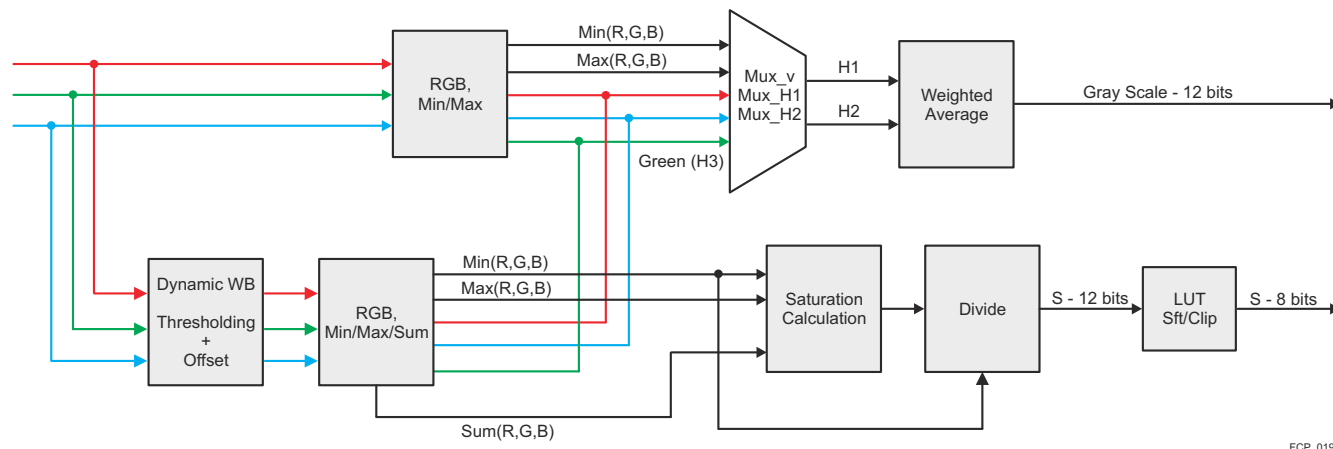 Min(R,G,B)
Max(R,G,B)
RGB,
Min/Max
Green (H3)
Mux_v
Mux_H1
Mux_H2
H1
H2
Weighted
Average
Gray Scale - 12 bits
Dynamic WB
Thresholding
+
Offset
RGB,
Min/Max/Sum
Min(R,G,B)
Max(R,G,B)
Sum(R,G,B)
Saturation
Calculation
Divide
S - 12 bits
LUT
Sft/Clip
S - 8 bits